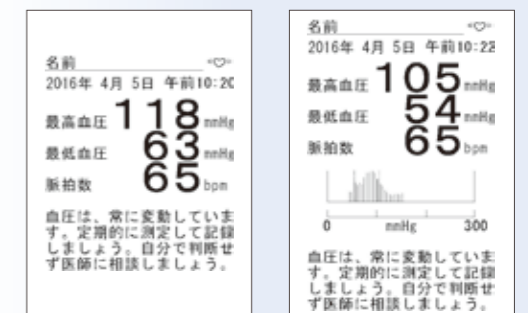 名前
2016年 4月 5日 午前10:20
最高血圧 118 mmHg
最低血圧 63 mmHg
脈拍数 65 bpm
血圧は、常に変動していま
す。定期的に測定して記録
しましょう。自分で判断せ
ず医師に相談しましょう。
名前
2016年 4月 5日 午前10:22
最高血圧 105 mmHg
最低血圧 54 mmHg
脈拍数 65 bpm
0 mmHg 300
血圧は、常に変動していま
す。定期的に測定して記録
しましょう。自分で判断せ
ず医師に相談しましょう。